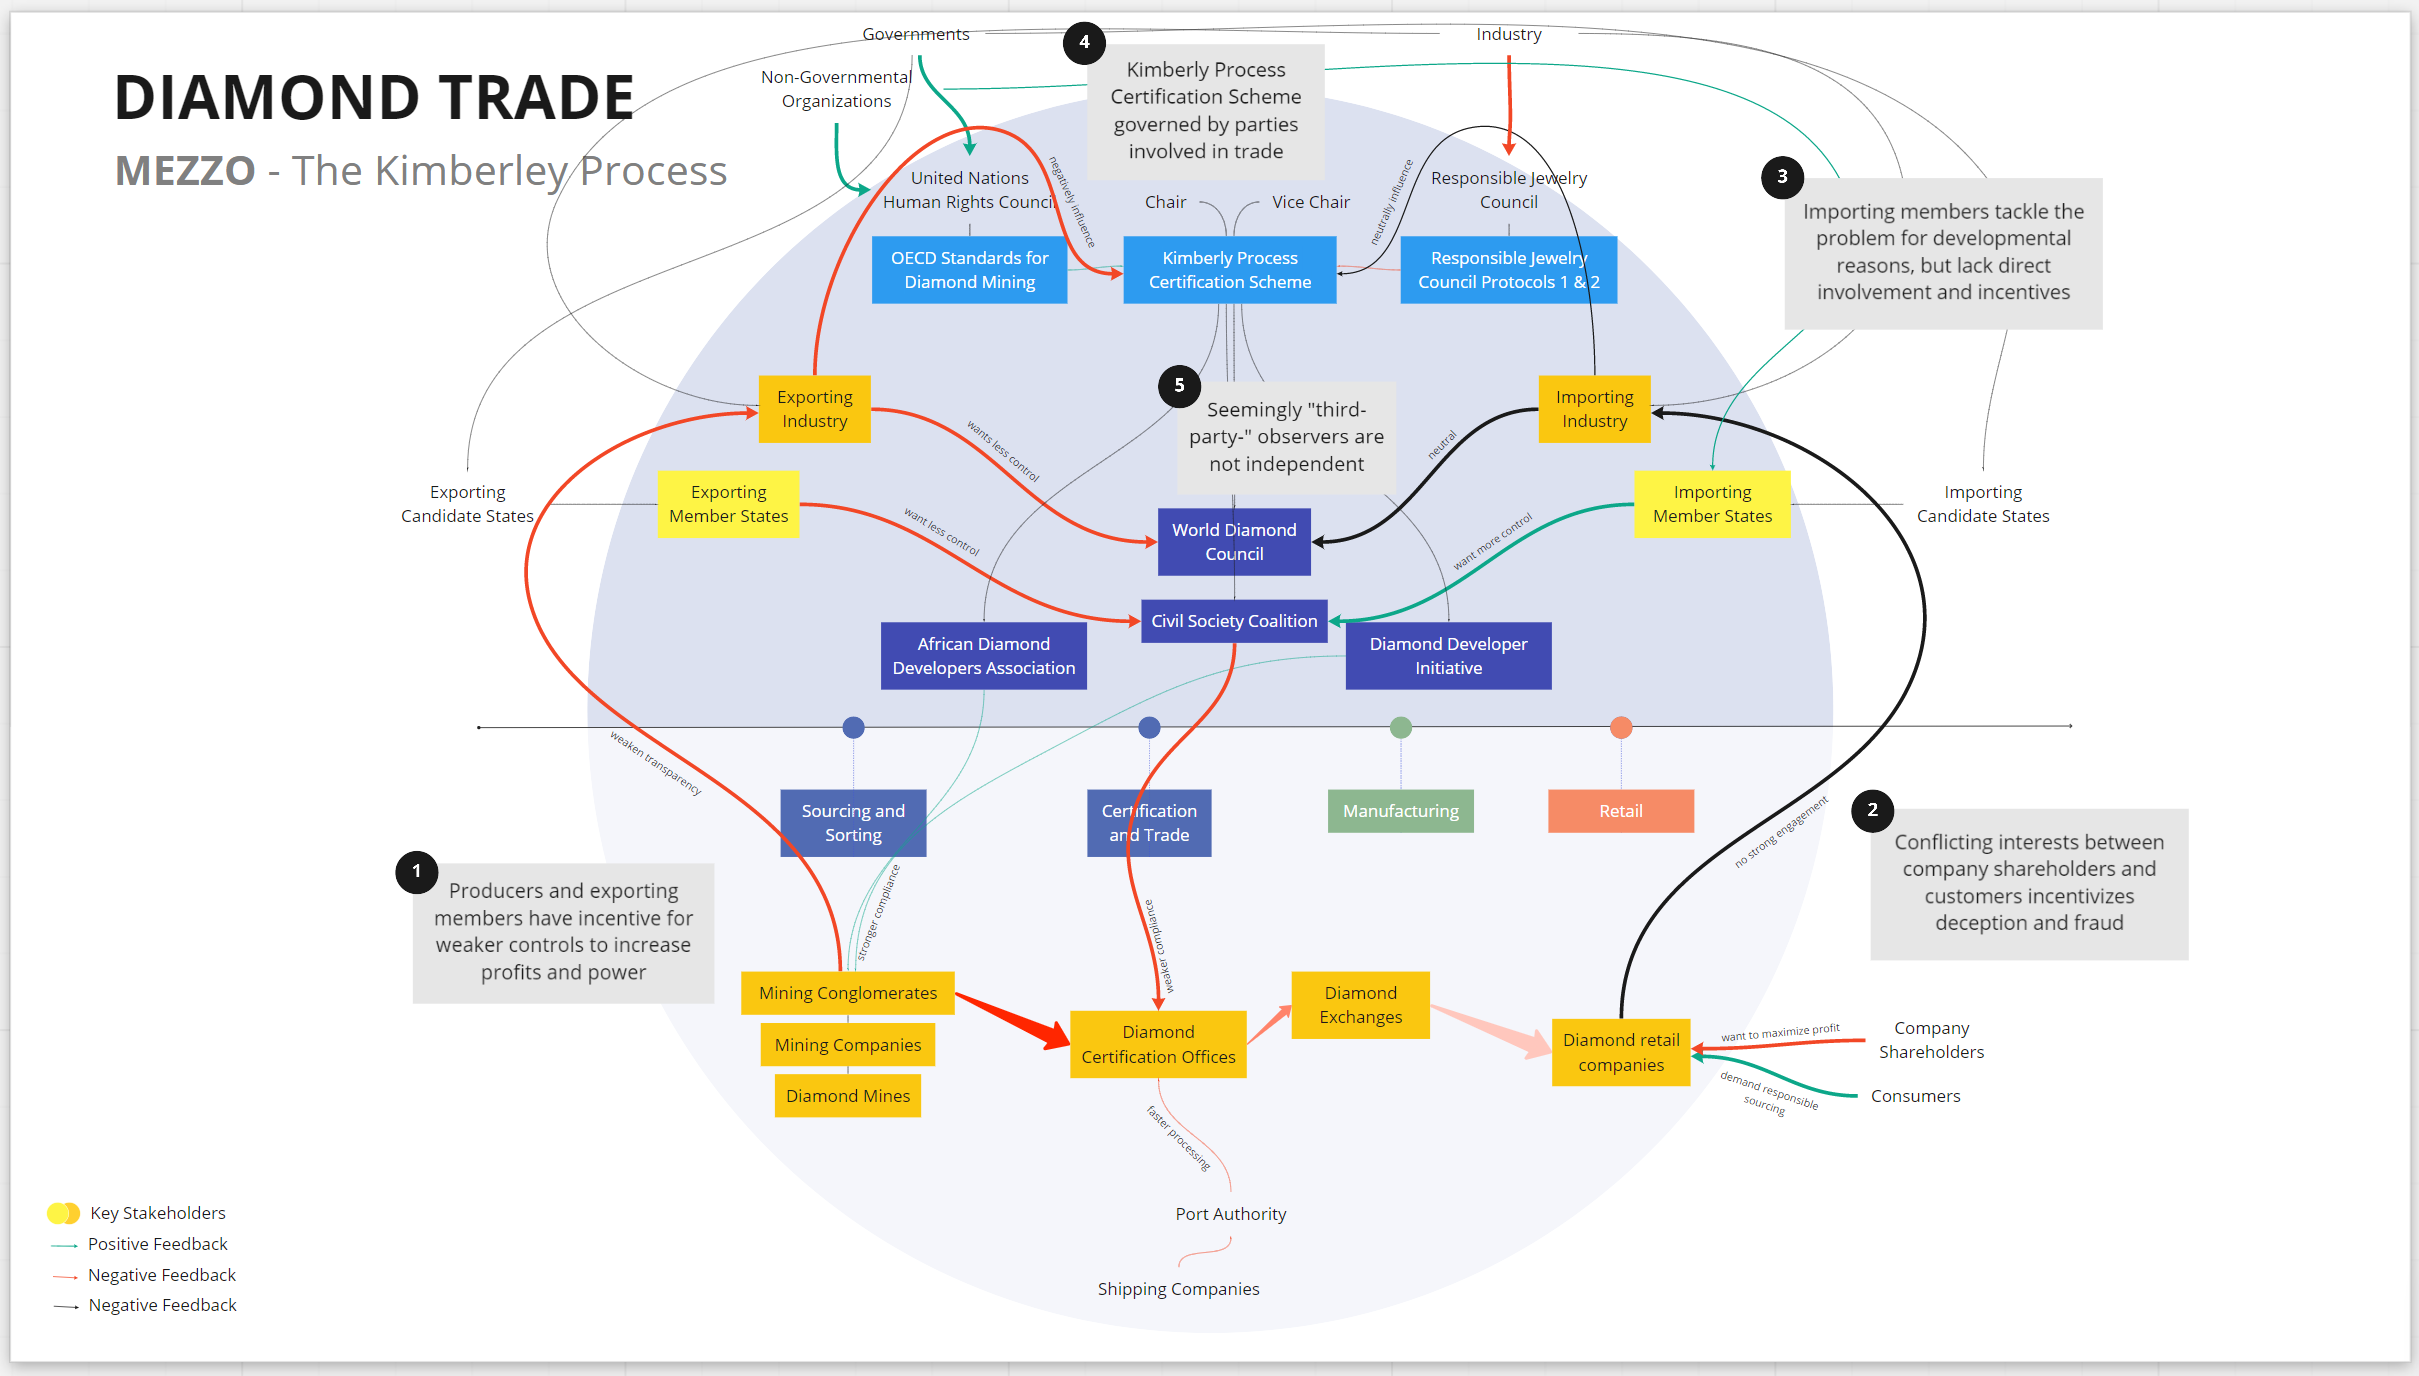 DIAMOND TRADE
MEZZO - The Kimberley Process
Governments
Non-Governmental
Organizations
Industry
4
Kimberly Process
Certification Scheme
governed by parties
involved in trade
United Nations
Human Rights Council
negatively influence
Chair
Vice Chair
neutrally influence
Responsible Jewelry
Council
3
Importing members tackle the
problem for developmental
reasons, but lack direct
involvement and incentives
OECD Standards for
Diamond Mining
Kimberly Process
Certification Scheme
Responsible Jewelry
Council Protocols 1 & 2
Exporting
Industry
wants less control
5
Seemingly "third-
party-" observers are
not independent
neutral
Importing
Industry
Exporting
Candidate States
Exporting
Member States
want less control
World Diamond
Council
want more control
Importing
Member States
Importing
Candidate States
Civil Society Coalition
African Diamond
Developers Association
Diamond Developer
Initiative
weaken transparency
Sourcing and
Sorting
Certification
and Trade
Manufacturing
Retail
no strong engagement
2
Conflicting interests between
company shareholders and
customers incentivizes
deception and fraud
1
Producers and exporting
members have incentive for
weaker controls to increase
profits and power
stronger compliance
weaker compliance
Mining Conglomerates
Mining Companies
Diamond Mines
Diamond
Certification Offices
Diamond
Exchanges
Diamond retail
companies
want to maximize profit
Company
Shareholders
demand responsible
sourcing
Consumers
faster processing
Port Authority
Shipping Companies
Key Stakeholders
Positive Feedback
Negative Feedback
Negative Feedback